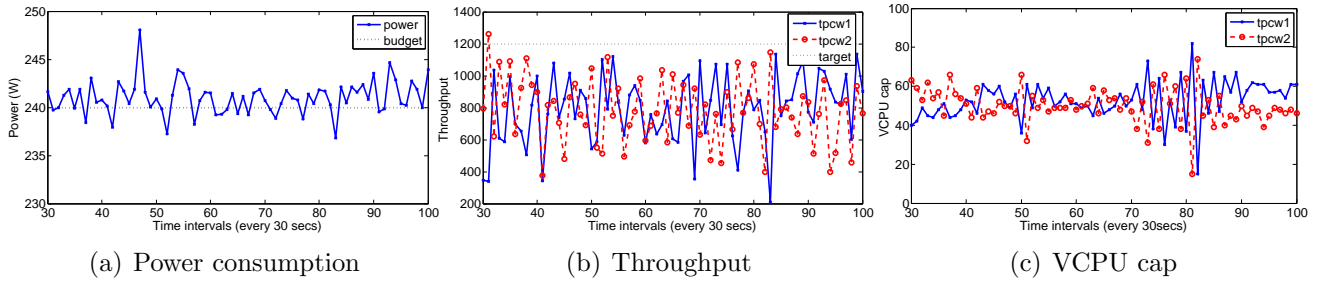 250
245
240
235
230
Power (W)
30 40 50 60 70 80 90 100
Time intervals (every 30 secs)
power
budget
(a) Power consumption
1400
1200
1000
800
600
400
200
Throughput
30 40 50 60 70 80 90 100
Time intervals (every 30 secs)
tpcw1
tpcw2
target
(b) Throughput
100
80
60
40
20
0
VCPU cap
30 40 50 60 70 80 90 100
Time intervals (every 30secs)
tpcw1
tpcw2
(c) VCPU cap